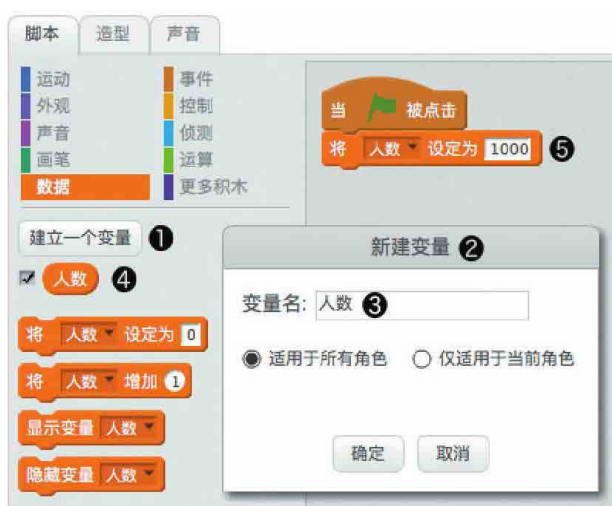 脚本 造型 声音
运动 事件
外观 控制
声音 侦测
画笔 运算
数据 更多积木
建立一个变量 ❶
人数 ❹
将 人数 设定为 0
将 人数 增加 1
显示变量 人数
隐藏变量 人数
当 被点击
将 人数 设定为 1000 ❺
新建变量 ❷
变量名: 人数 ❸
适用于所有角色 仅适用于当前角色
确定 取消